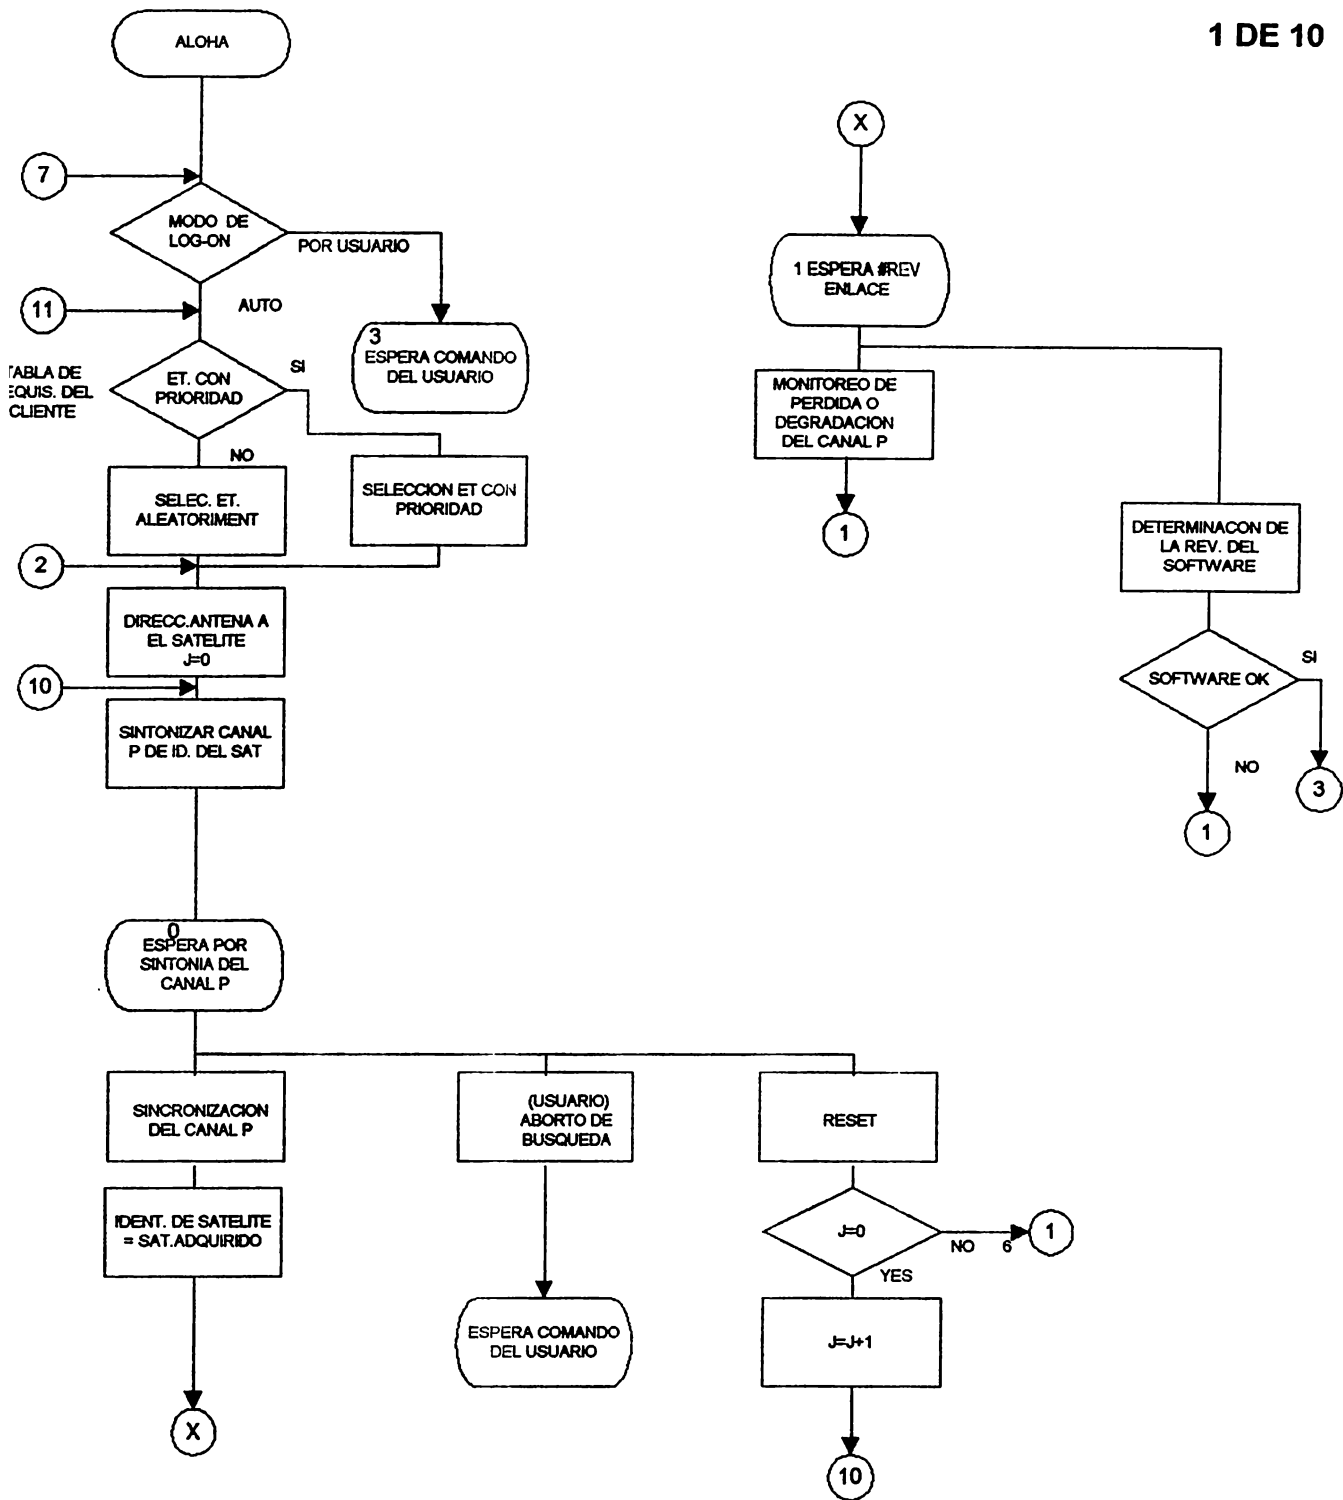 1 DE 10
ALOHA
7
MODO DE
LOG-ON
POR USUARIO
11
AUTO
3
ESPERA COMANDO
DEL USUARIO
TABLA DE
EQUIS. DEL
CLIENTE
ET. CON
PRIORIDAD
SI
NO
SELEC. ET.
ALEATORIMENT
SELECCION ET CON
PRIORIDAD
2
DIRECC.ANTENA A
EL SATELITE
J=0
10
SINTONIZAR CANAL
P DE ID. DEL SAT
0
ESPERA POR
SINTONIA DEL
CANAL P
SINCRONIZACION
DEL CANAL P
(USUARIO)
ABORTO DE
BUSQUEDA
RESET
IDENT. DE SATELITE
= SAT.ADQUIRIDO
J=0
NO
6
1
YES
ESPERA COMANDO
DEL USUARIO
J=J+1
X
10
X
1 ESPERA #REV
ENLACE
MONITOREO DE
PERDIDA O
DEGRADACION
DEL CANAL P
1
DETERMINACON DE
LA REV. DEL
SOFTWARE
SOFTWARE OK
SI
NO
3
1